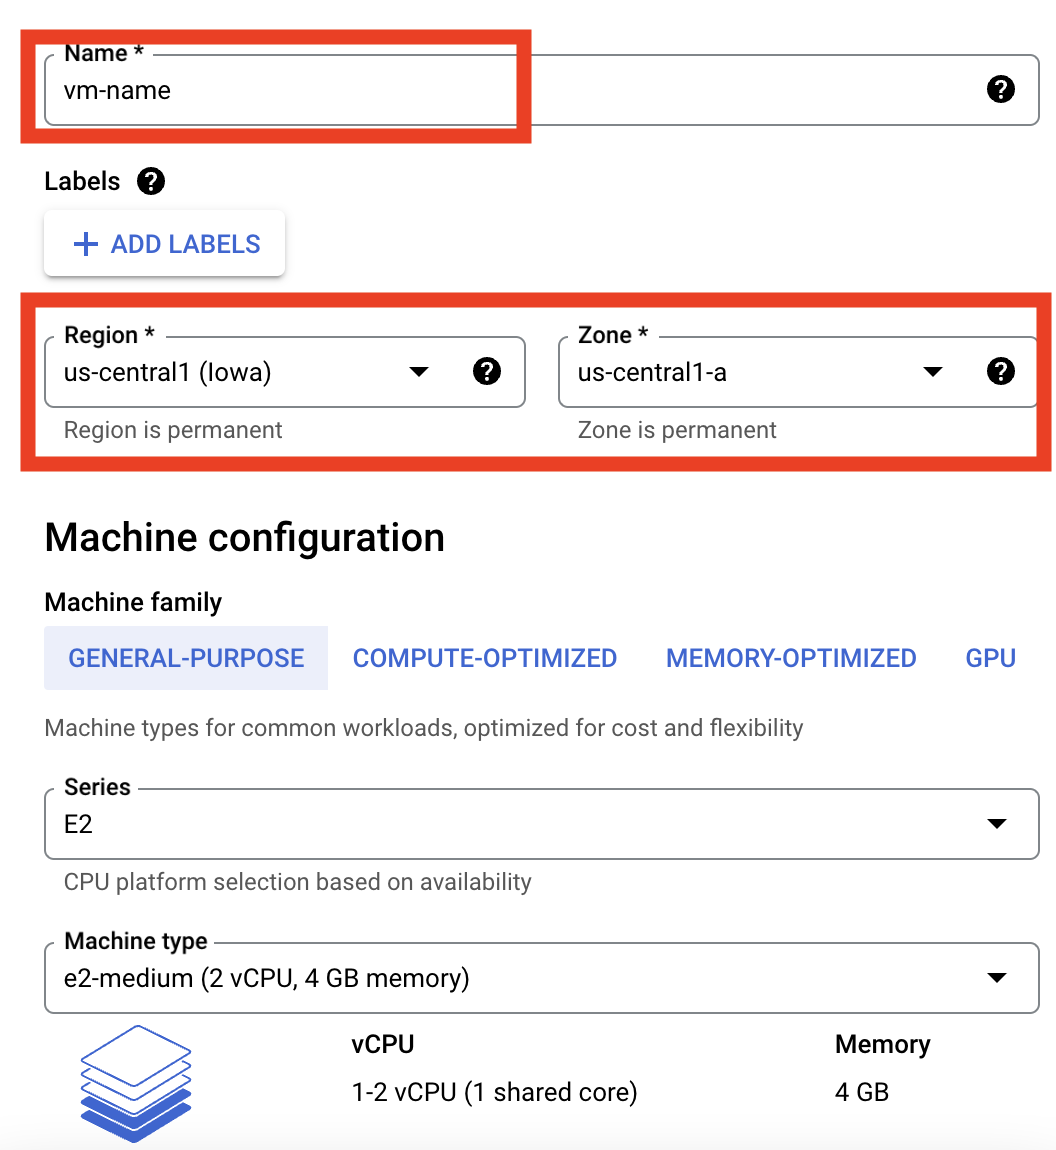 Name *
vm-name
Labels
+ ADD LABELS
Region *
us-central1 (Iowa)
Region is permanent
Zone *
us-central1-a
Zone is permanent
Machine configuration
Machine family
GENERAL-PURPOSE COMPUTE-OPTIMIZED MEMORY-OPTIMIZED GPU
Machine types for common workloads, optimized for cost and flexibility
Series
E2
CPU platform selection based on availability
Machine type
e2-medium (2 vCPU, 4 GB memory)
vCPU Memory
1-2 vCPU (1 shared core) 4 GB